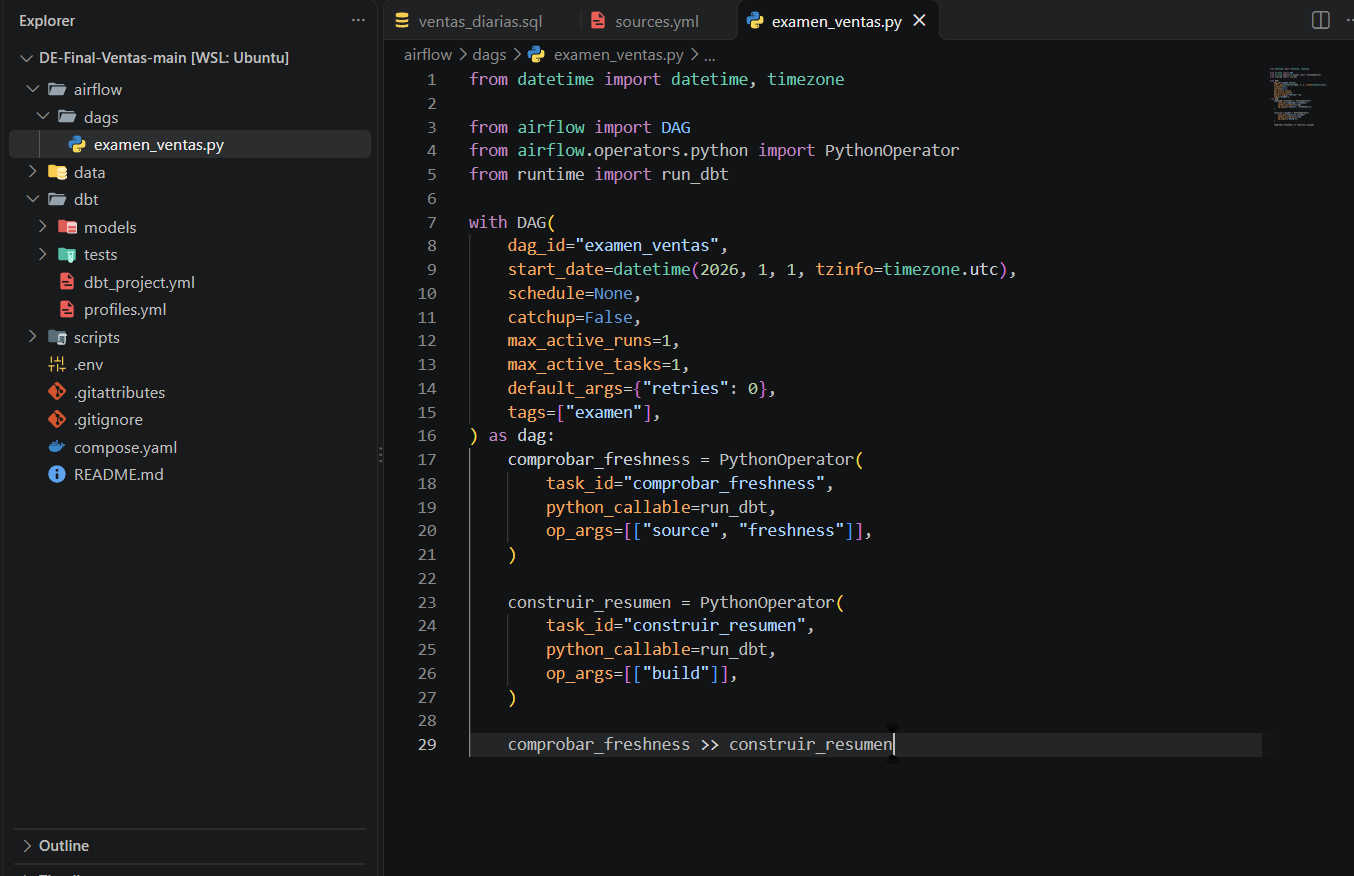 Explorer
DE-Final-Ventas-main [WSL: Ubuntu]
airflow
dags
examen_ventas.py
data
dbt
models
tests
dbt_project.yml
profiles.yml
scripts
.env
.gitattributes
.gitignore
compose.yaml
README.md
Outline
ventas_diarias.sql
sources.yml
examen_ventas.py
airflow > dags > examen_ventas.py > ...
1 from datetime import datetime, timezone
2
3 from airflow import DAG
4 from airflow.operators.python import PythonOperator
5 from runtime import run_dbt
6
7 with DAG(
8     dag_id="examen_ventas",
9     start_date=datetime(2026, 1, 1, tzinfo=timezone.utc),
10     schedule=None,
11     catchup=False,
12     max_active_runs=1,
13     max_active_tasks=1,
14     default_args={"retries": 0},
15     tags=["examen"],
16 ) as dag:
17     comprobar_freshness = PythonOperator(
18         task_id="comprobar_freshness",
19         python_callable=run_dbt,
20         op_args=[["source", "freshness"]],
21     )
22
23     construir_resumen = PythonOperator(
24         task_id="construir_resumen",
25         python_callable=run_dbt,
26         op_args=[["build"]],
27     )
28
29     comprobar_freshness >> construir_resumen